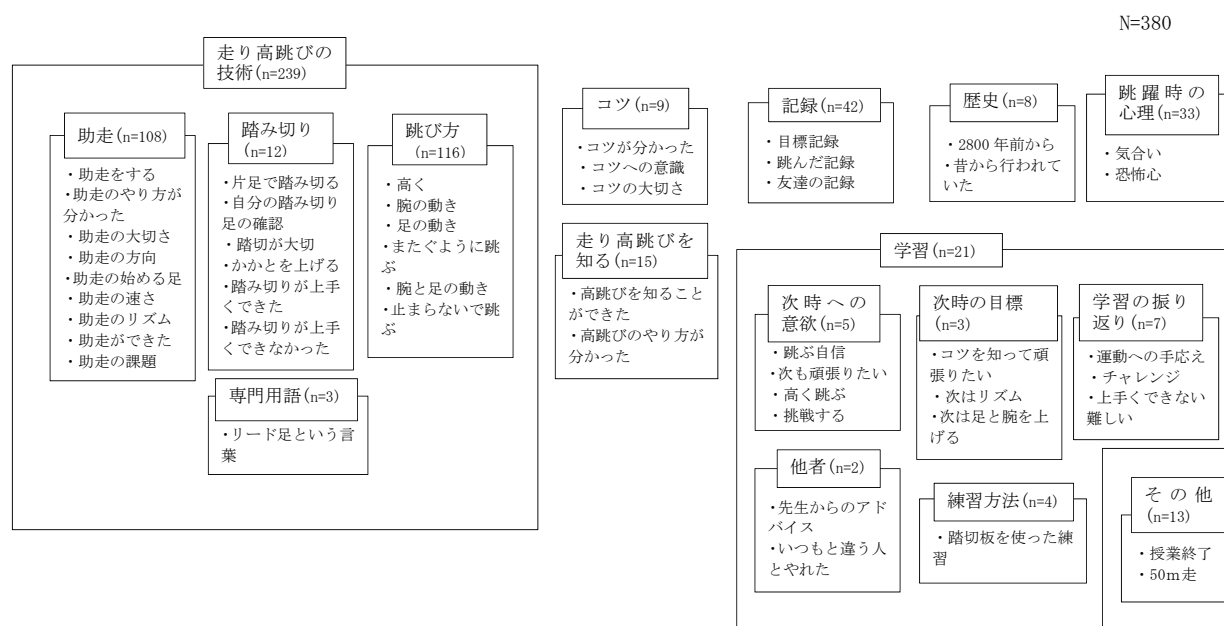 N=380
走り高跳びの
技術(n=239)
助走(n=108)
・助走をする
・助走のやり方が
分かった
・助走の大切さ
・助走の方向
・助走の始める足
・助走の速さ
・助走のリズム
・助走ができた
・助走の課題
踏み切り
(n=12)
・片足で踏み切る
・自分の踏み切り
足の確認
・踏切が大切
・かかとを上げる
・踏み切りが上手
くできた
・踏み切りが上手
くできなかった
跳び方
(n=116)
・高く
・腕の動き
・足の動き
・またぐように跳
ぶ
・腕と足の動き
・止まらないで跳
ぶ
専門用語(n=3)
・リード足という言
葉
コツ(n=9)
・コツが分かった
・コツへの意識
・コツの大切さ
走り高跳びを
知る(n=15)
・高跳びを知ること
ができた
・高跳びのやり方が
分かった
記録(n=42)
・目標記録
・跳んだ記録
・友達の記録
歴史(n=8)
・2800 年前から
・昔から行われて
いた
跳躍時の
心理(n=33)
・気合い
・恐怖心
学習(n=21)
次時への
意欲(n=5)
・跳ぶ自信
・次も頑張りたい
・高く跳ぶ
・挑戦する
次時の目標
(n=3)
・コツを知って頑
張りたい
・次はリズム
・次は足と腕を上
げる
学習の振り
返り(n=7)
・運動への手応え
・チャレンジ
・上手くできない
難しい
他者(n=2)
・先生からのアド
バイス
・いつもと違う人
とやれた
練習方法(n=4)
・踏切板を使った練
習
その他
(n=13)
・授業終了
・50m走